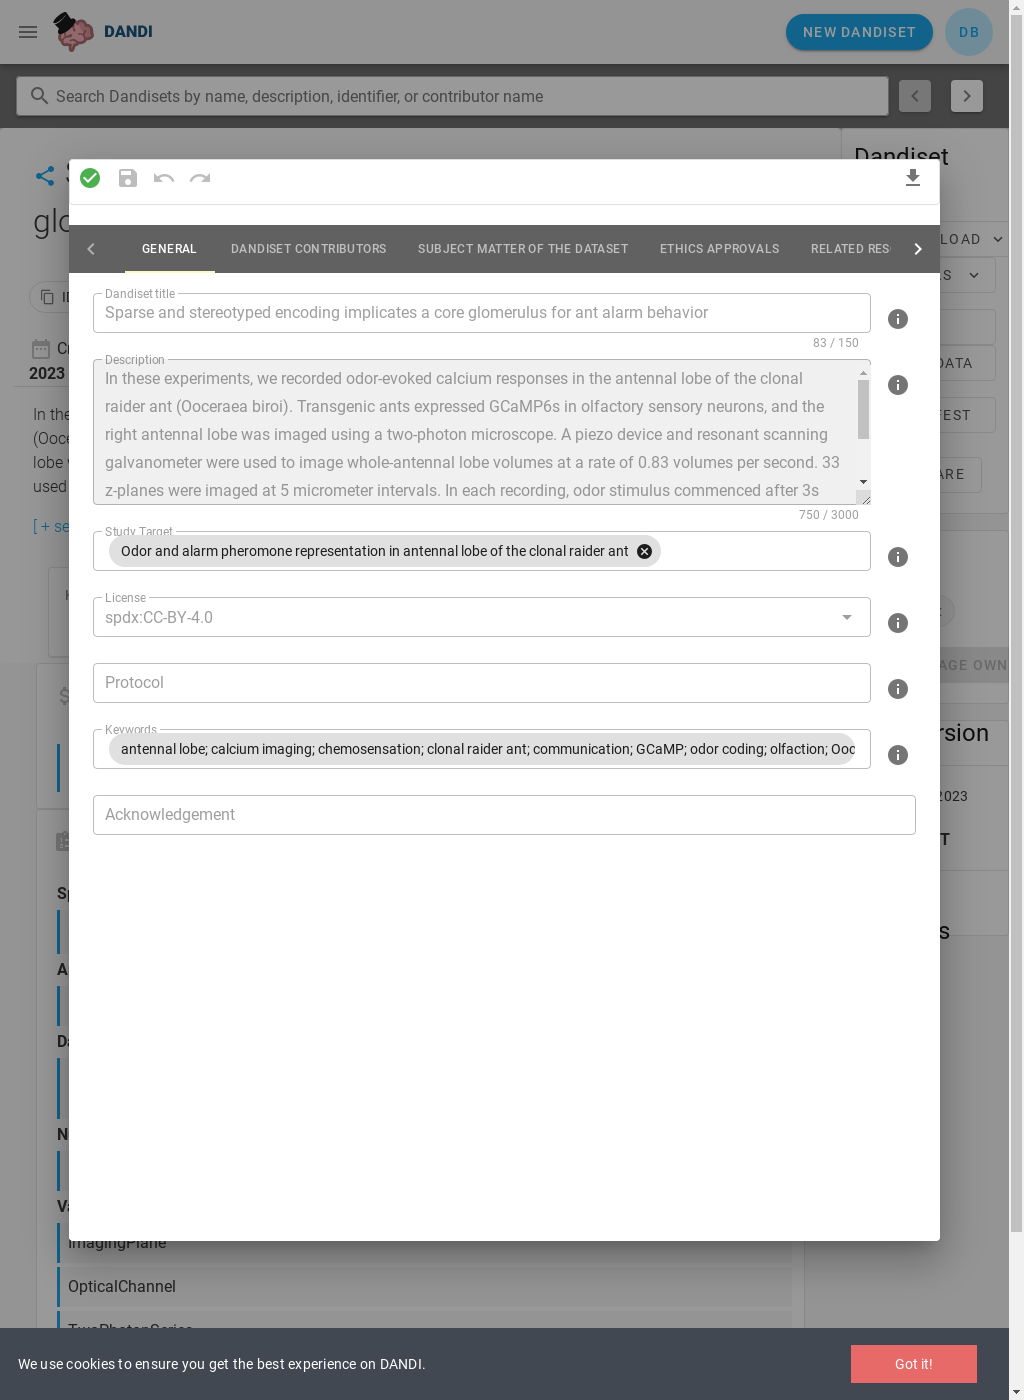 DANDI
NEW DANDISET
DB
Search Dandisets by name, description, identifier, or contributor name
Dandiset
GENERAL
DANDISET CONTRIBUTORS
SUBJECT MATTER OF THE DATASET
ETHICS APPROVALS
RELATED RES
Dandiset title
Sparse and stereotyped encoding implicates a core glomerulus for ant alarm behavior
83 / 150
Description
In these experiments, we recorded odor-evoked calcium responses in the antennal lobe of the clonal
raider ant (Ooceraea biroi). Transgenic ants expressed GCaMP6s in olfactory sensory neurons, and the
right antennal lobe was imaged using a two-photon microscope. A piezo device and resonant scanning
galvanometer were used to image whole-antennal lobe volumes at a rate of 0.83 volumes per second. 33
z-planes were imaged at 5 micrometer intervals. In each recording, odor stimulus commenced after 3s
750 / 3000
Study Target
Odor and alarm pheromone representation in antennal lobe of the clonal raider ant
License
spdx:CC-BY-4.0
Protocol
Keywords
antennal lobe; calcium imaging; chemosensation; clonal raider ant; communication; GCaMP; odor coding; olfaction; Ooc
Acknowledgement
glo
ID
Cr
2023
In the
(Ooce
lobe
used
[ + se
Sp
A
Da
N
Va
ImagingPlane
OpticalChannel
TwoPhotonSeries
LOAD
S
DATA
FEST
ARE
AGE OWN
rsion
2023
T
s
We use cookies to ensure you get the best experience on DANDI.
Got it!